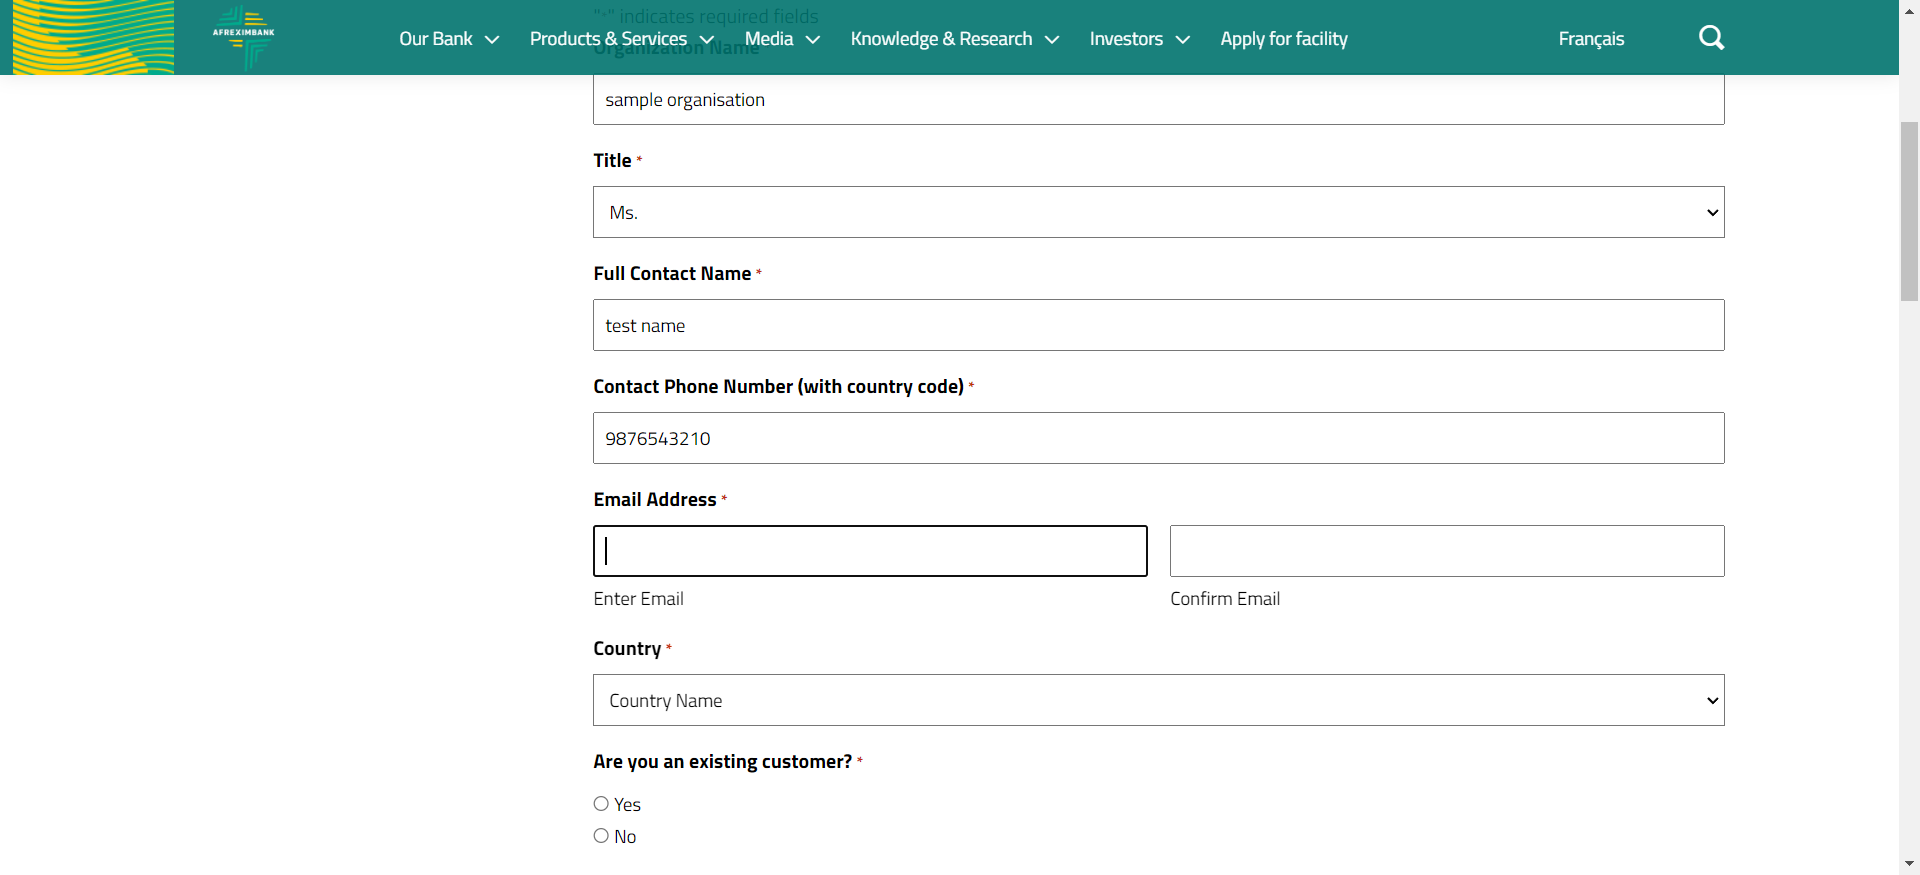 "*" indicates required fields
Organization Name
AFREXIMBANK
Our Bank Products & Services Media Knowledge & Research Investors Apply for facility Français
sample organisation
Title *
Ms.
Full Contact Name *
test name
Contact Phone Number (with country code) *
9876543210
Email Address *
Enter Email Confirm Email
Country *
Country Name
Are you an existing customer? *
Yes
No